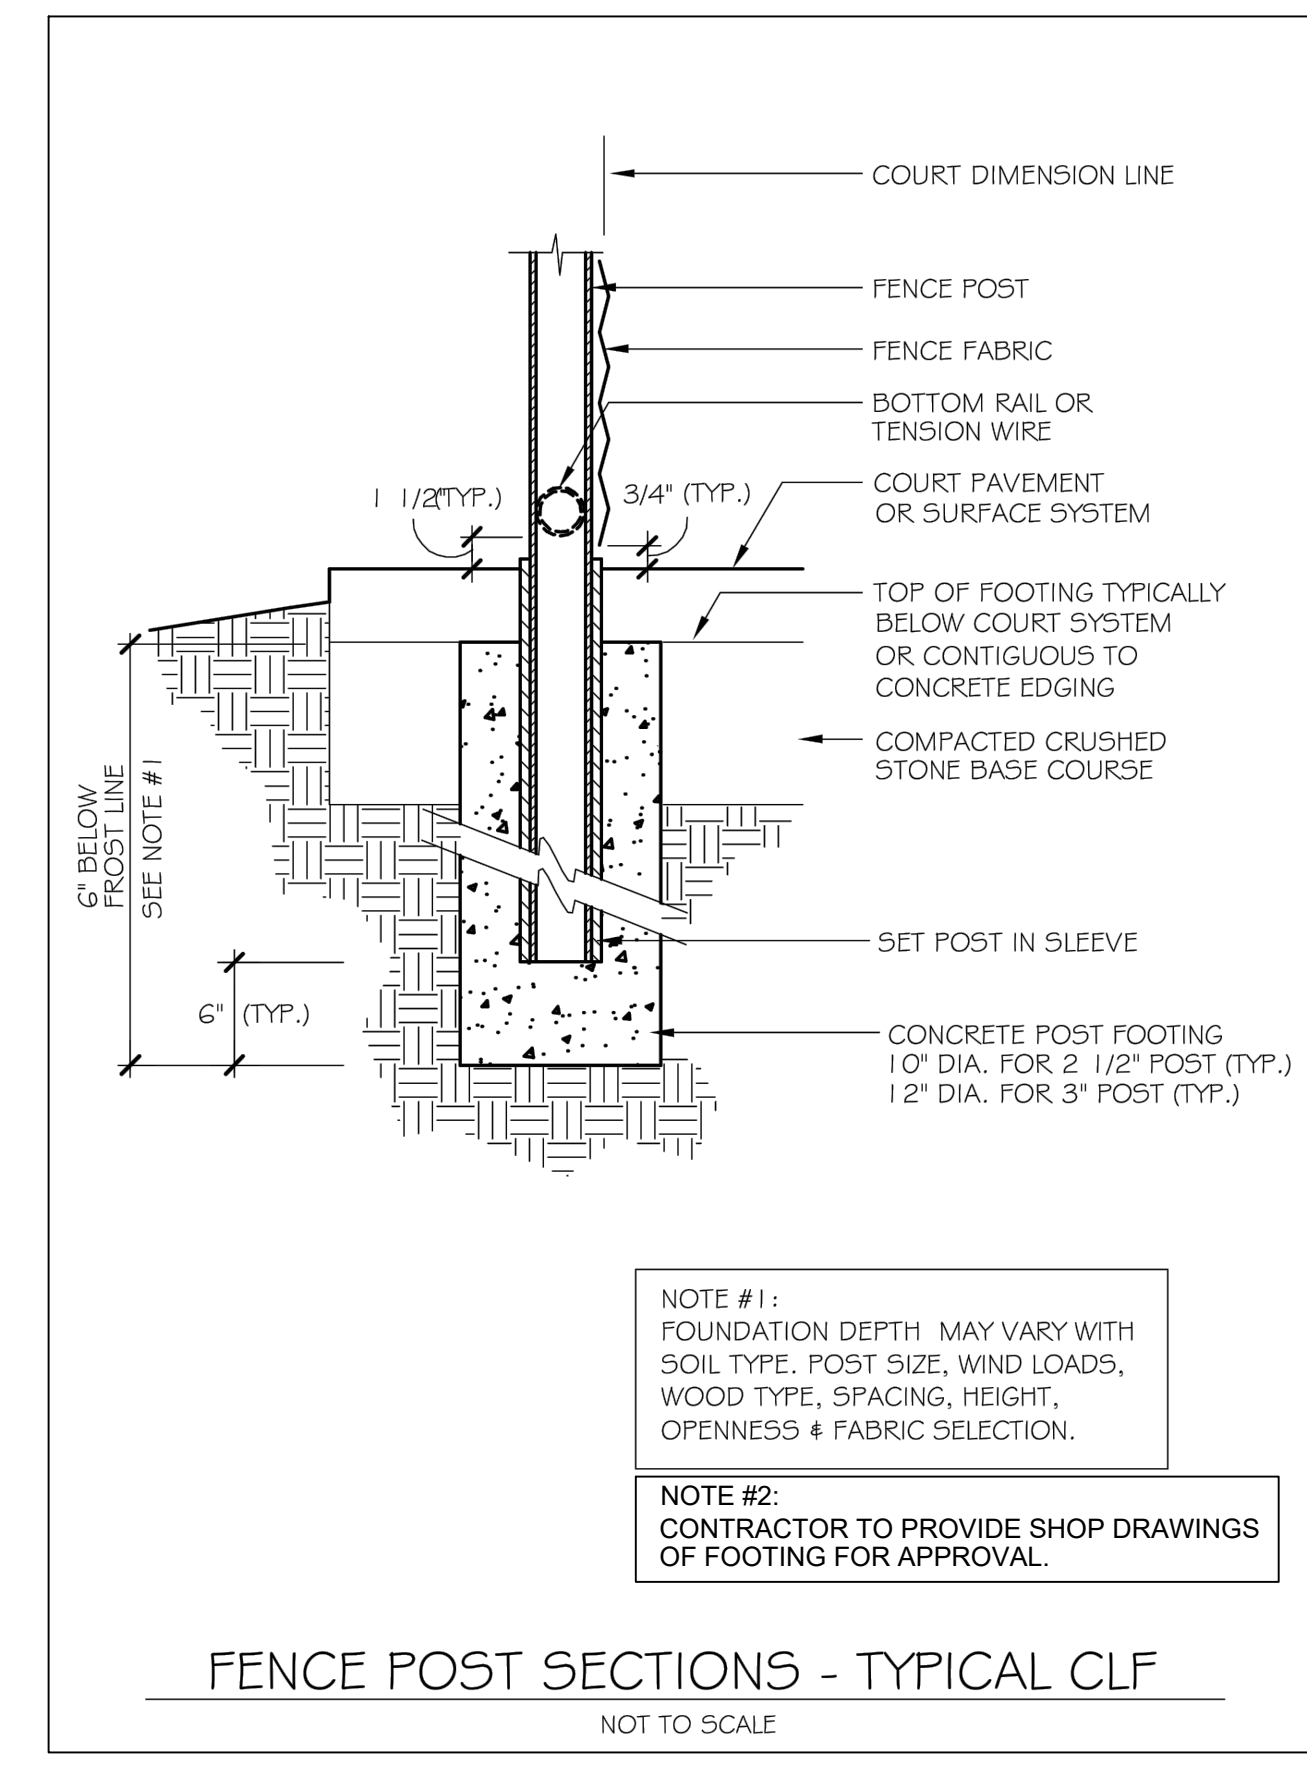 COURT DIMENSION LINE
FENCE POST
FENCE FABRIC
BOTTOM RAIL OR
TENSION WIRE
1 1/2"(TYP.)
3/4" (TYP.)
COURT PAVEMENT
OR SURFACE SYSTEM
TOP OF FOOTING TYPICALLY
BELOW COURT SYSTEM
OR CONTIGUOUS TO
CONCRETE EDGING
COMPACTED CRUSHED
STONE BASE COURSE
6" BELOW
FROST LINE
SEE NOTE #1
SET POST IN SLEEVE
6" (TYP.)
CONCRETE POST FOOTING
10" DIA. FOR 2 1/2" POST (TYP.)
12" DIA. FOR 3" POST (TYP.)
NOTE #1:
FOUNDATION DEPTH MAY VARY WITH
SOIL TYPE. POST SIZE, WIND LOADS,
WOOD TYPE, SPACING, HEIGHT,
OPENNESS & FABRIC SELECTION.
NOTE #2:
CONTRACTOR TO PROVIDE SHOP DRAWINGS
OF FOOTING FOR APPROVAL.
FENCE POST SECTIONS - TYPICAL CLF
NOT TO SCALE